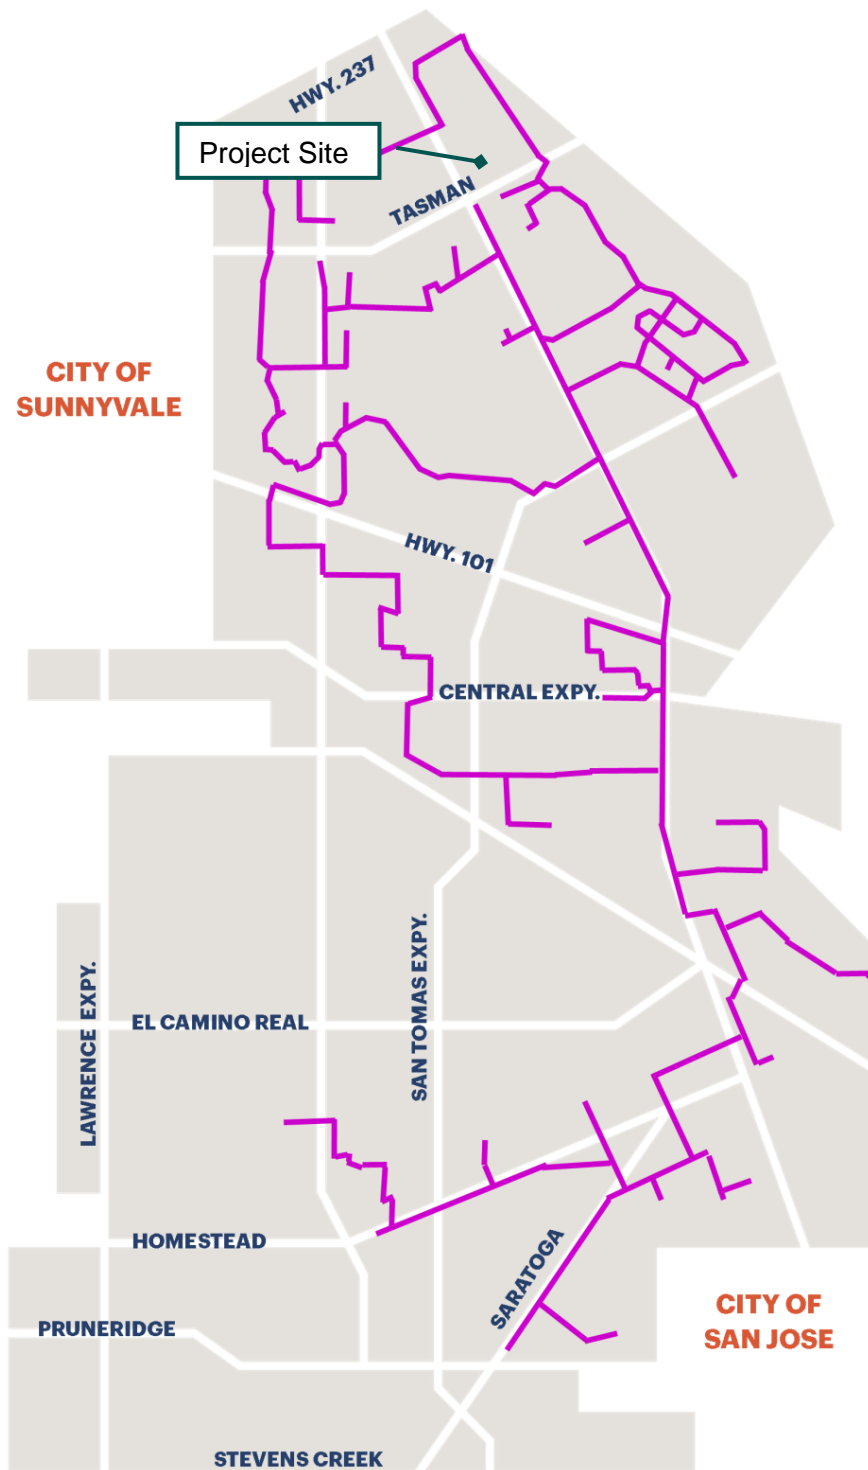 HWY. 237
Project Site
TASMAN
CITY OF
SUNNYVALE
HWY. 101
CENTRAL EXPY.
LAWRENCE EXPY.
SAN TOMAS EXPY.
EL CAMINO REAL
HOMESTEAD
SARATOGA
CITY OF
SAN JOSE
PRUNERIDGE
STEVENS CREEK